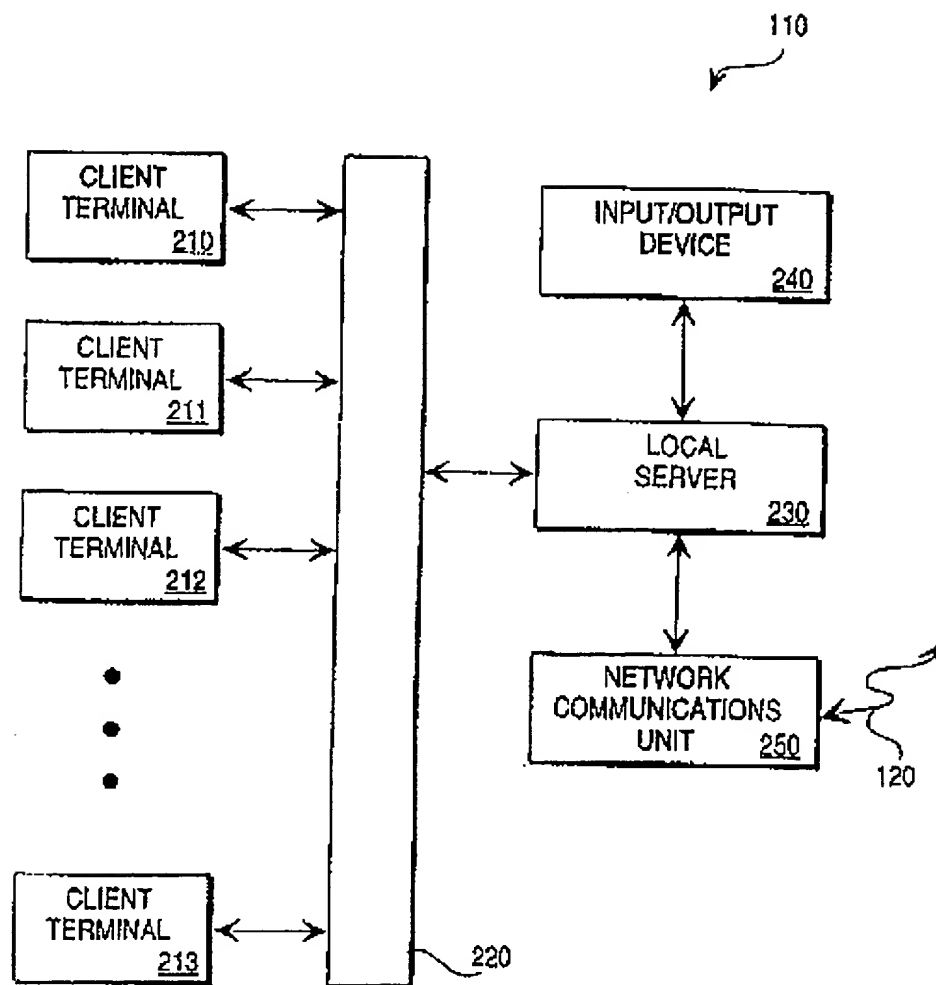 110
CLIENT
TERMINAL
210
INPUT/OUTPUT
DEVICE
240
CLIENT
TERMINAL
211
LOCAL
SERVER
230
CLIENT
TERMINAL
212
NETWORK
COMMUNICATIONS
UNIT
250
120
CLIENT
TERMINAL
213
220